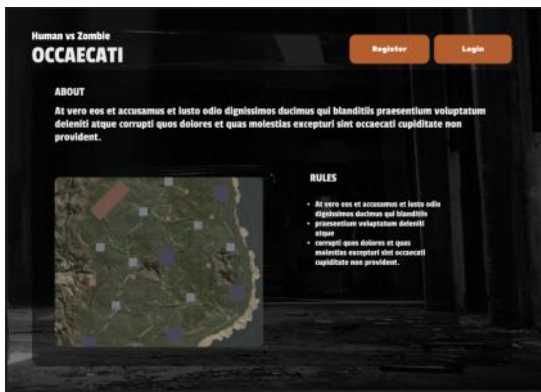 Human vs Zombie
OCCAECATI
Register
Login
ABOUT
At vero eos et accusamus et iusto odio dignissimos ducimus qui blanditiis praesentium voluptatum
deleniti atque corrupti quos dolores et quas molestias excepturi sint occaecati cupiditate non
provident.
RULES
• At vero eos et accusamus et iusto odio
dignissimos ducimus qui blanditiis
• praesentium voluptatum deleniti
atque
• corrupti quos dolores et quas
molestias excepturi sint occaecati
cupiditate non provident.